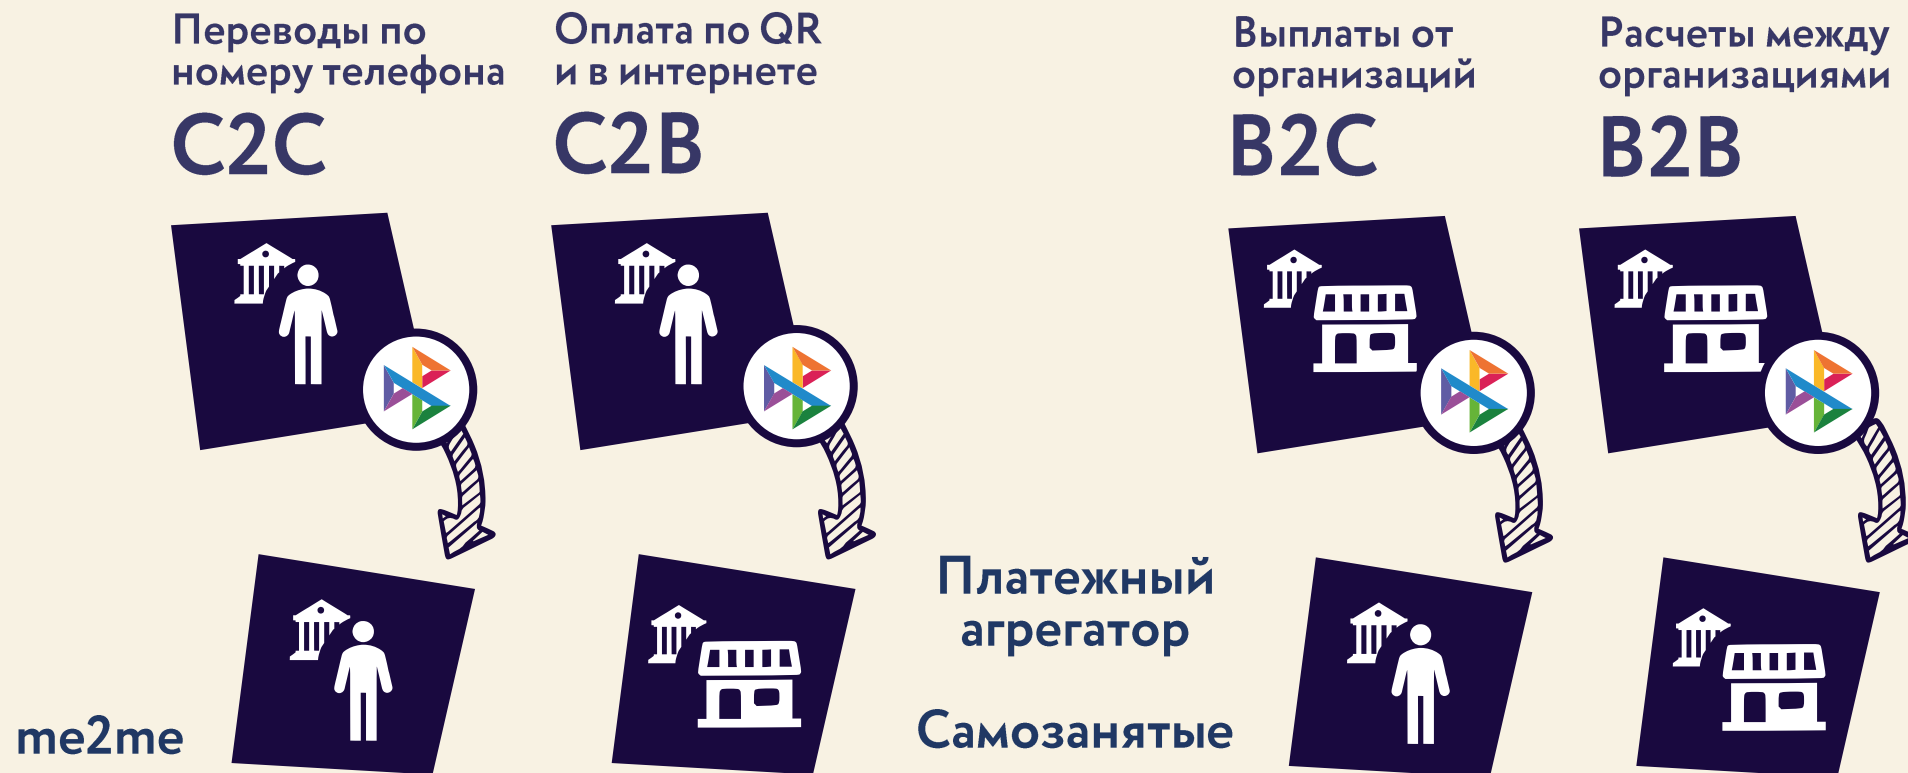 Переводы по
номеру телефона
C2C
Оплата по QR
и в интернете
C2B
Выплаты от
организаций
B2C
Расчеты между
организациями
B2B
Платежный
агрегатор
Самозанятые
me2me